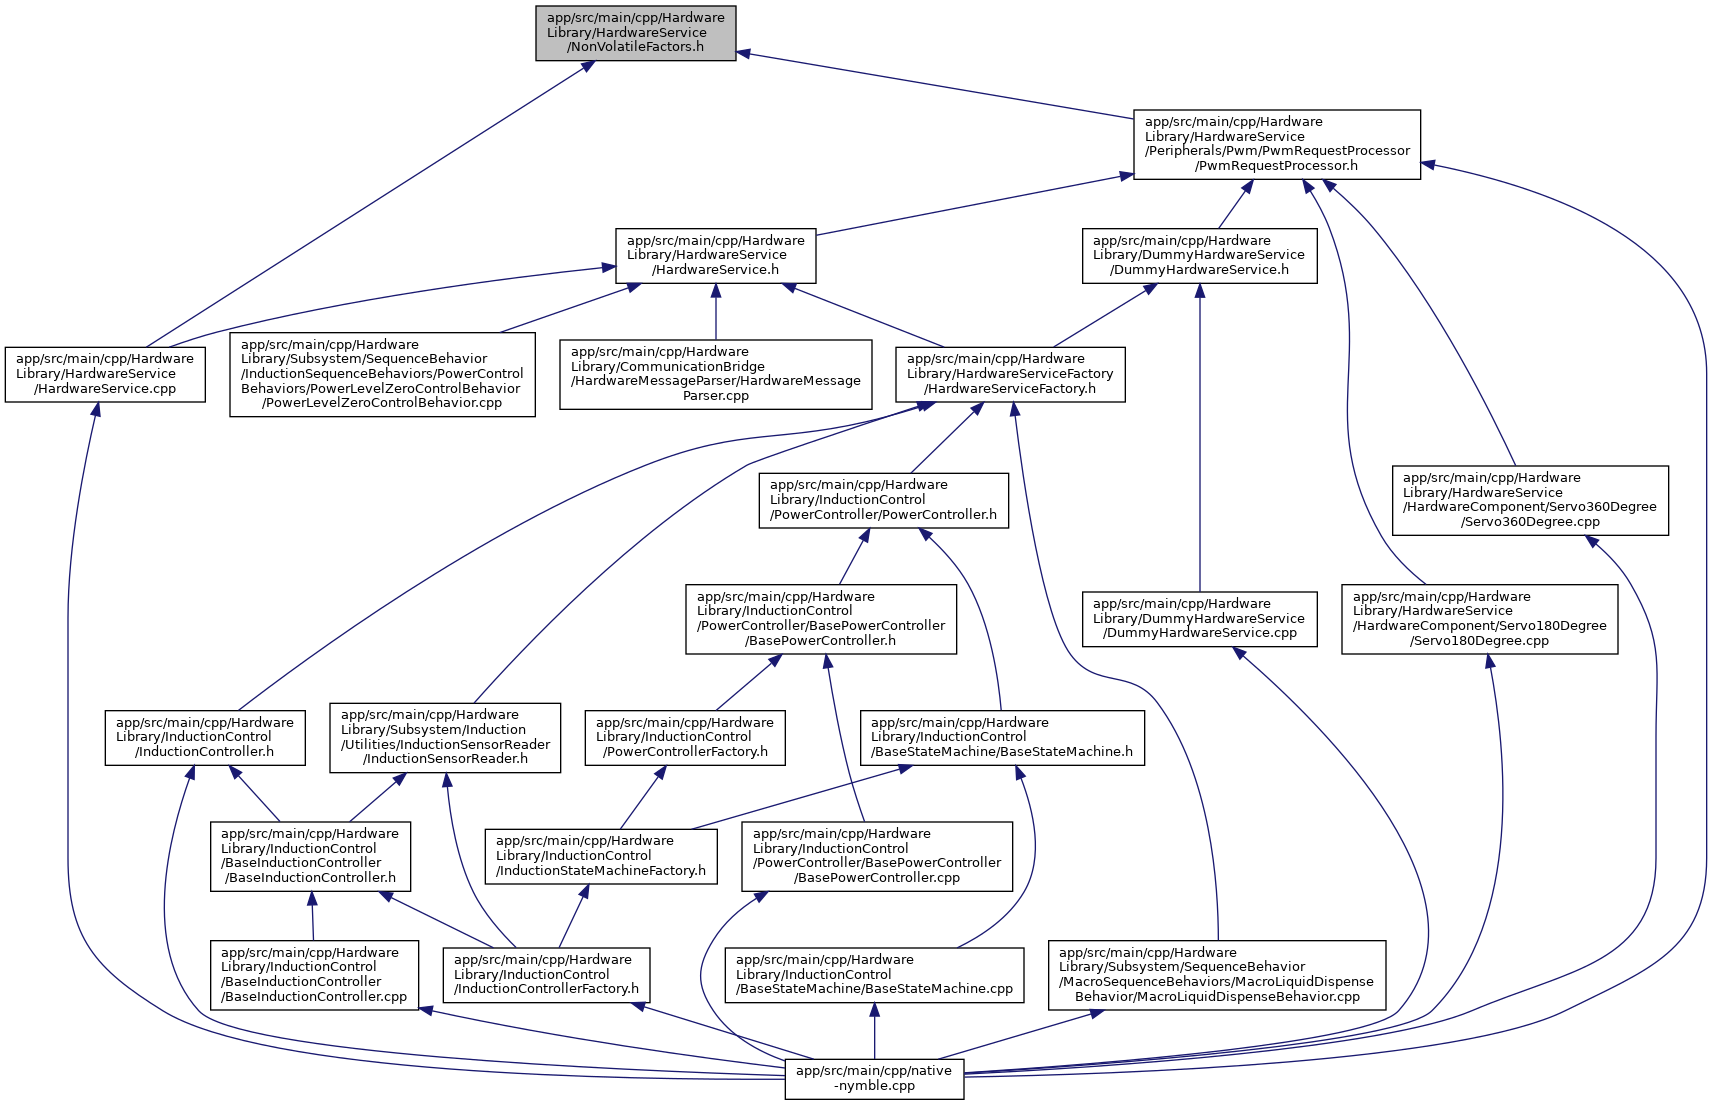 app/src/main/cpp/Hardware
Library/HardwareService
/NonVolatileFactors.h
app/src/main/cpp/Hardware
Library/HardwareService
/Peripherals/Pwm/PwmRequestProcessor
/PwmRequestProcessor.h
app/src/main/cpp/Hardware
Library/HardwareService
/HardwareService.h
app/src/main/cpp/Hardware
Library/DummyHardwareService
/DummyHardwareService.h
app/src/main/cpp/Hardware
Library/HardwareService
/HardwareService.cpp
app/src/main/cpp/Hardware
Library/Subsystem/SequenceBehavior
/InductionSequenceBehaviors/PowerControl
Behaviors/PowerLevelZeroControlBehavior
/PowerLevelZeroControlBehavior.cpp
app/src/main/cpp/Hardware
Library/CommunicationBridge
/HardwareMessageParser/HardwareMessage
Parser.cpp
app/src/main/cpp/Hardware
Library/HardwareServiceFactory
/HardwareServiceFactory.h
app/src/main/cpp/Hardware
Library/InductionControl
/PowerController/PowerController.h
app/src/main/cpp/Hardware
Library/HardwareService
/HardwareComponent/Servo360Degree
/Servo360Degree.cpp
app/src/main/cpp/Hardware
Library/InductionControl
/PowerController/BasePowerController
/BasePowerController.h
app/src/main/cpp/Hardware
Library/DummyHardwareService
/DummyHardwareService.cpp
app/src/main/cpp/Hardware
Library/HardwareService
/HardwareComponent/Servo180Degree
/Servo180Degree.cpp
app/src/main/cpp/Hardware
Library/InductionControl
/InductionController.h
app/src/main/cpp/Hardware
Library/Subsystem/Induction
/Utilities/InductionSensorReader
/InductionSensorReader.h
app/src/main/cpp/Hardware
Library/InductionControl
/PowerControllerFactory.h
app/src/main/cpp/Hardware
Library/InductionControl
/BaseStateMachine/BaseStateMachine.h
app/src/main/cpp/Hardware
Library/InductionControl
/BaseInductionController
/BaseInductionController.h
app/src/main/cpp/Hardware
Library/InductionControl
/InductionStateMachineFactory.h
app/src/main/cpp/Hardware
Library/InductionControl
/PowerController/BasePowerController
/BasePowerController.cpp
app/src/main/cpp/Hardware
Library/InductionControl
/BaseInductionController
/BaseInductionController.cpp
app/src/main/cpp/Hardware
Library/InductionControl
/InductionControllerFactory.h
app/src/main/cpp/Hardware
Library/InductionControl
/BaseStateMachine/BaseStateMachine.cpp
app/src/main/cpp/Hardware
Library/Subsystem/SequenceBehavior
/MacroSequenceBehaviors/MacroLiquidDispense
Behavior/MacroLiquidDispenseBehavior.cpp
app/src/main/cpp/native
-nymble.cpp